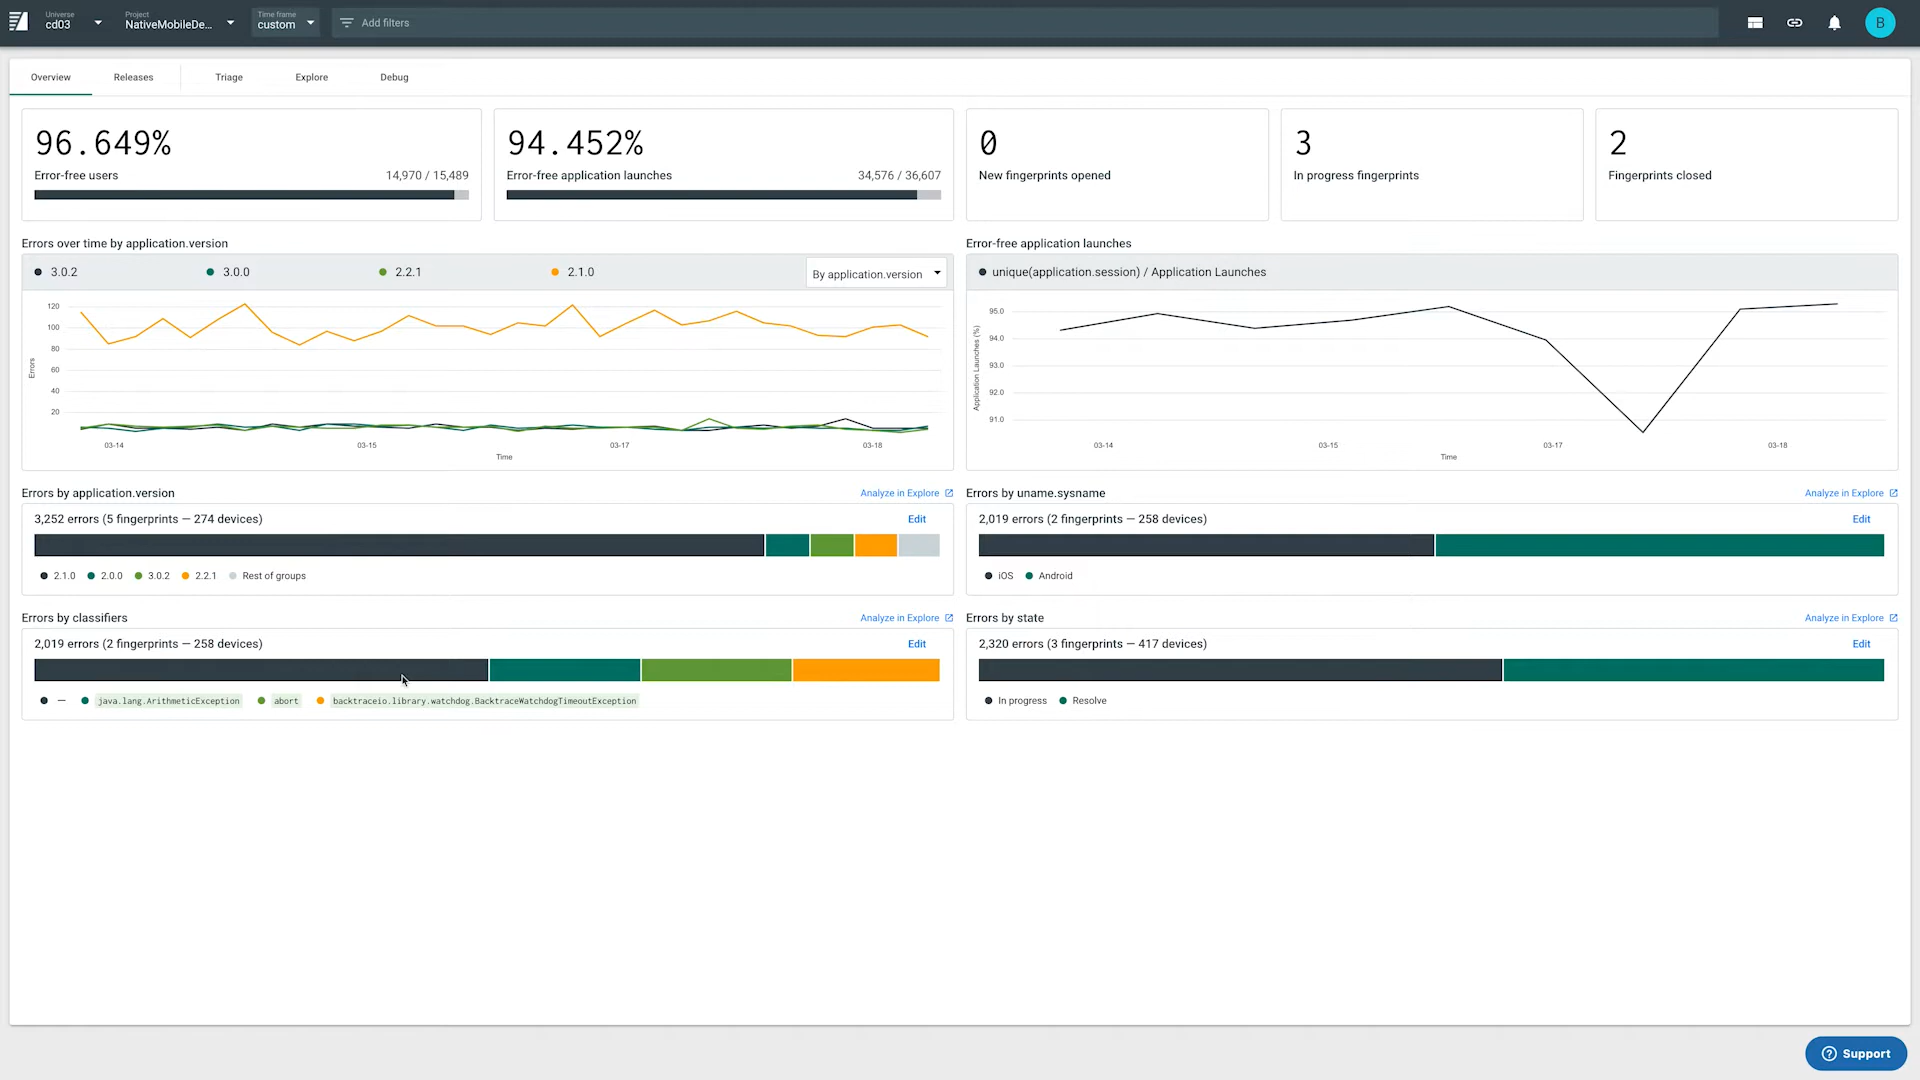 Universe
cd03
Project
NativeMobileDe...
Time frame
custom
Add filters
B
Overview
Releases
Triage
Explore
Debug
96.649%
Error-free users
14,970 / 15,489
94.452%
Error-free application launches
34,576 / 36,607
0
New fingerprints opened
3
In progress fingerprints
2
Fingerprints closed
Errors over time by application.version
3.0.2
3.0.0
2.2.1
2.1.0
By application.version
120
100
80
60
40
20
Errors
03-14
03-15
03-17
03-18
Time
Error-free application launches
unique(application.session) / Application Launches
95.0
94.0
93.0
92.0
91.0
Application Launches (%)
03-14
03-15
03-17
03-18
Time
Errors by application.version
Analyze in Explore
3,252 errors (5 fingerprints — 274 devices)
Edit
2.1.0
2.0.0
3.0.2
2.2.1
Rest of groups
Errors by uname.sysname
Analyze in Explore
2,019 errors (2 fingerprints — 258 devices)
Edit
iOS
Android
Errors by classifiers
Analyze in Explore
2,019 errors (2 fingerprints — 258 devices)
Edit
—
java.lang.ArithmeticException
abort
backtraceio.library.watchdog.BacktraceWatchdogTimeoutException
Errors by state
Analyze in Explore
2,320 errors (3 fingerprints — 417 devices)
Edit
In progress
Resolve
Support